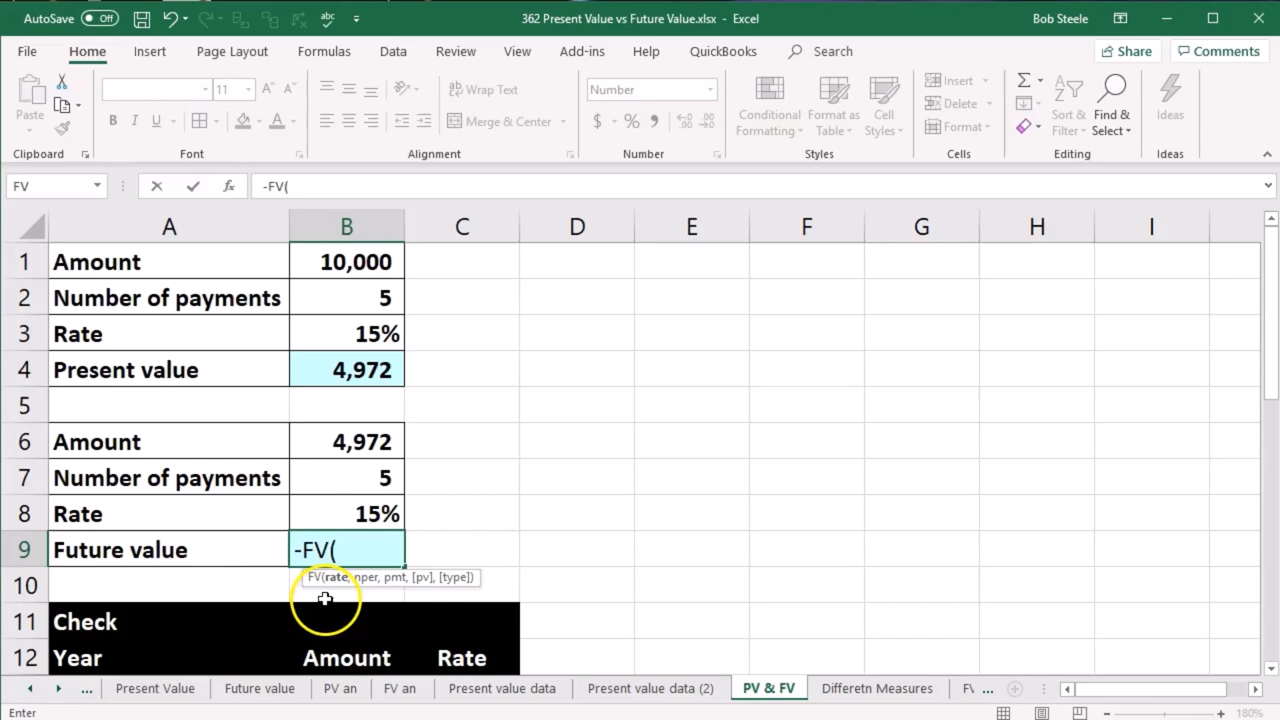 AutoSave Off 362 Present Value vs Future Value.xlsx - Excel Bob Steele
File Home Insert Page Layout Formulas Data Review View Add-ins Help QuickBooks Search Share Comments
Paste 11 A A Wrap Text Number Conditional Formatting Format as Table Cell Styles Insert Sort & Filter Find & Select Ideas
B I U A Merge & Center $ % Delete
Format
Clipboard Font Alignment Number Styles Cells Editing Ideas
FV fx -FV(
A B C D E F G H I
1 Amount 10,000
2 Number of payments 5
3 Rate 15%
4 Present value 4,972
5
6 Amount 4,972
7 Number of payments 5
8 Rate 15%
9 Future value -FV(
FV(rate, nper, pmt, [pv], [type])
10
11 Check
12 Year Amount Rate
... Present Value Future value PV an FV an Present value data Present value data (2) PV & FV Differetn Measures ...
Enter 180%